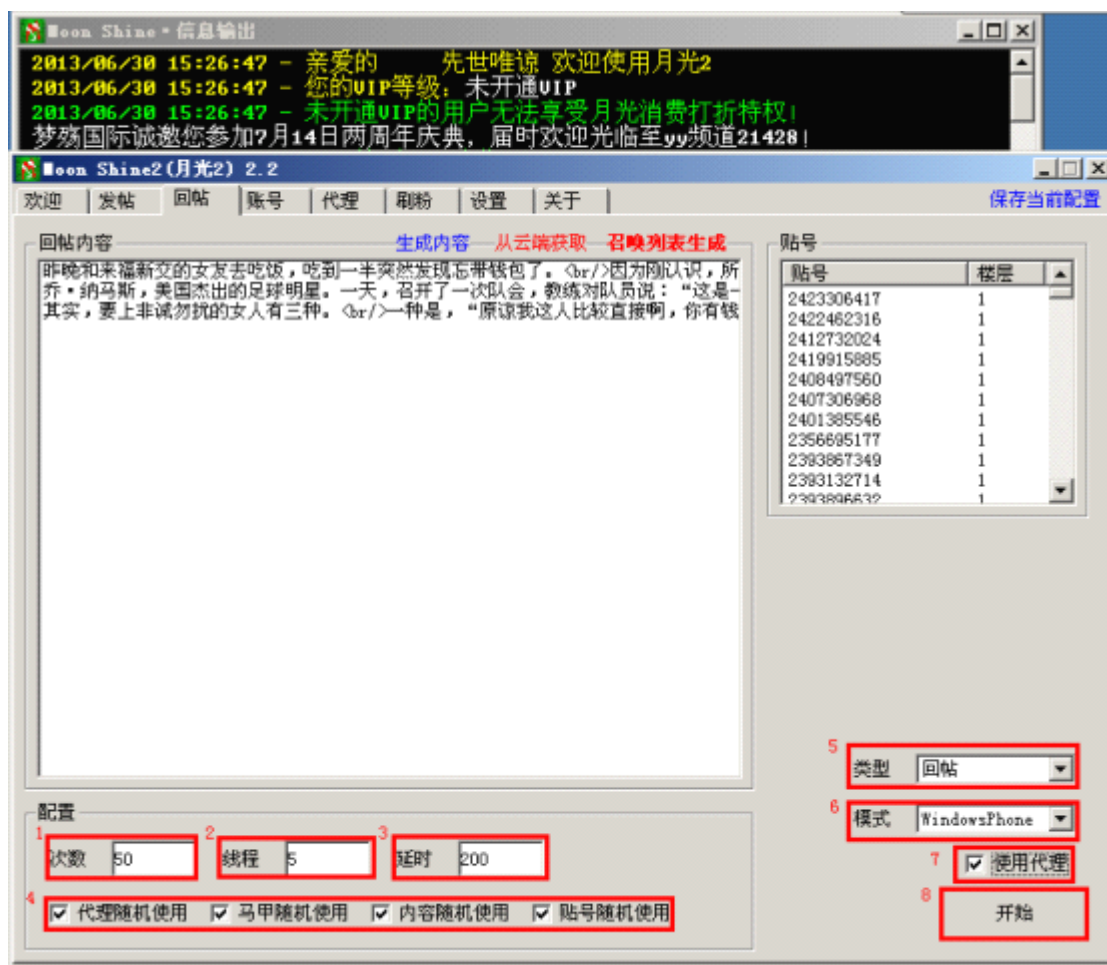 Moon Shine·信息输出
2013/06/30 15:26:47 - 亲爱的 先世唯谅 欢迎使用月光2
2013/06/30 15:26:47 - 您的VIP等级：未开通VIP
2013/06/30 15:26:47 - 未开通VIP的用户无法享受月光消费打折特权!
梦殇国际诚邀您参加7月14日两周年庆典，届时欢迎光临至yy频道21428!
Moon Shine2(月光2) 2.2
欢迎 发帖 回帖 账号 代理 刷粉 设置 关于 保存当前配置
回帖内容 生成内容 从云端获取 召唤列表生成
昨晚和来福新交的女友去吃饭，吃到一半突然发现忘带钱包了。<br/>因为刚认识，所
乔·纳马斯，美国杰出的足球明星。一天，召开了一次队会，教练对队员说：“这是一
其实，要上非诚勿扰的女人有三种。<br/>一种是，“原谅我这人比较直接啊，你有钱
贴号
贴号 楼层
2423306417 1
2422462316 1
2412732024 1
2419915885 1
2408497560 1
2407306968 1
2401385546 1
2356695177 1
2393867349 1
2393132714 1
2393896632 1
5 类型 回帖
6 模式 WindowsPhone
7 使用代理
8 开始
配置
1 次数 50 2 线程 5 3 延时 200
4 代理随机使用 马甲随机使用 内容随机使用 贴号随机使用